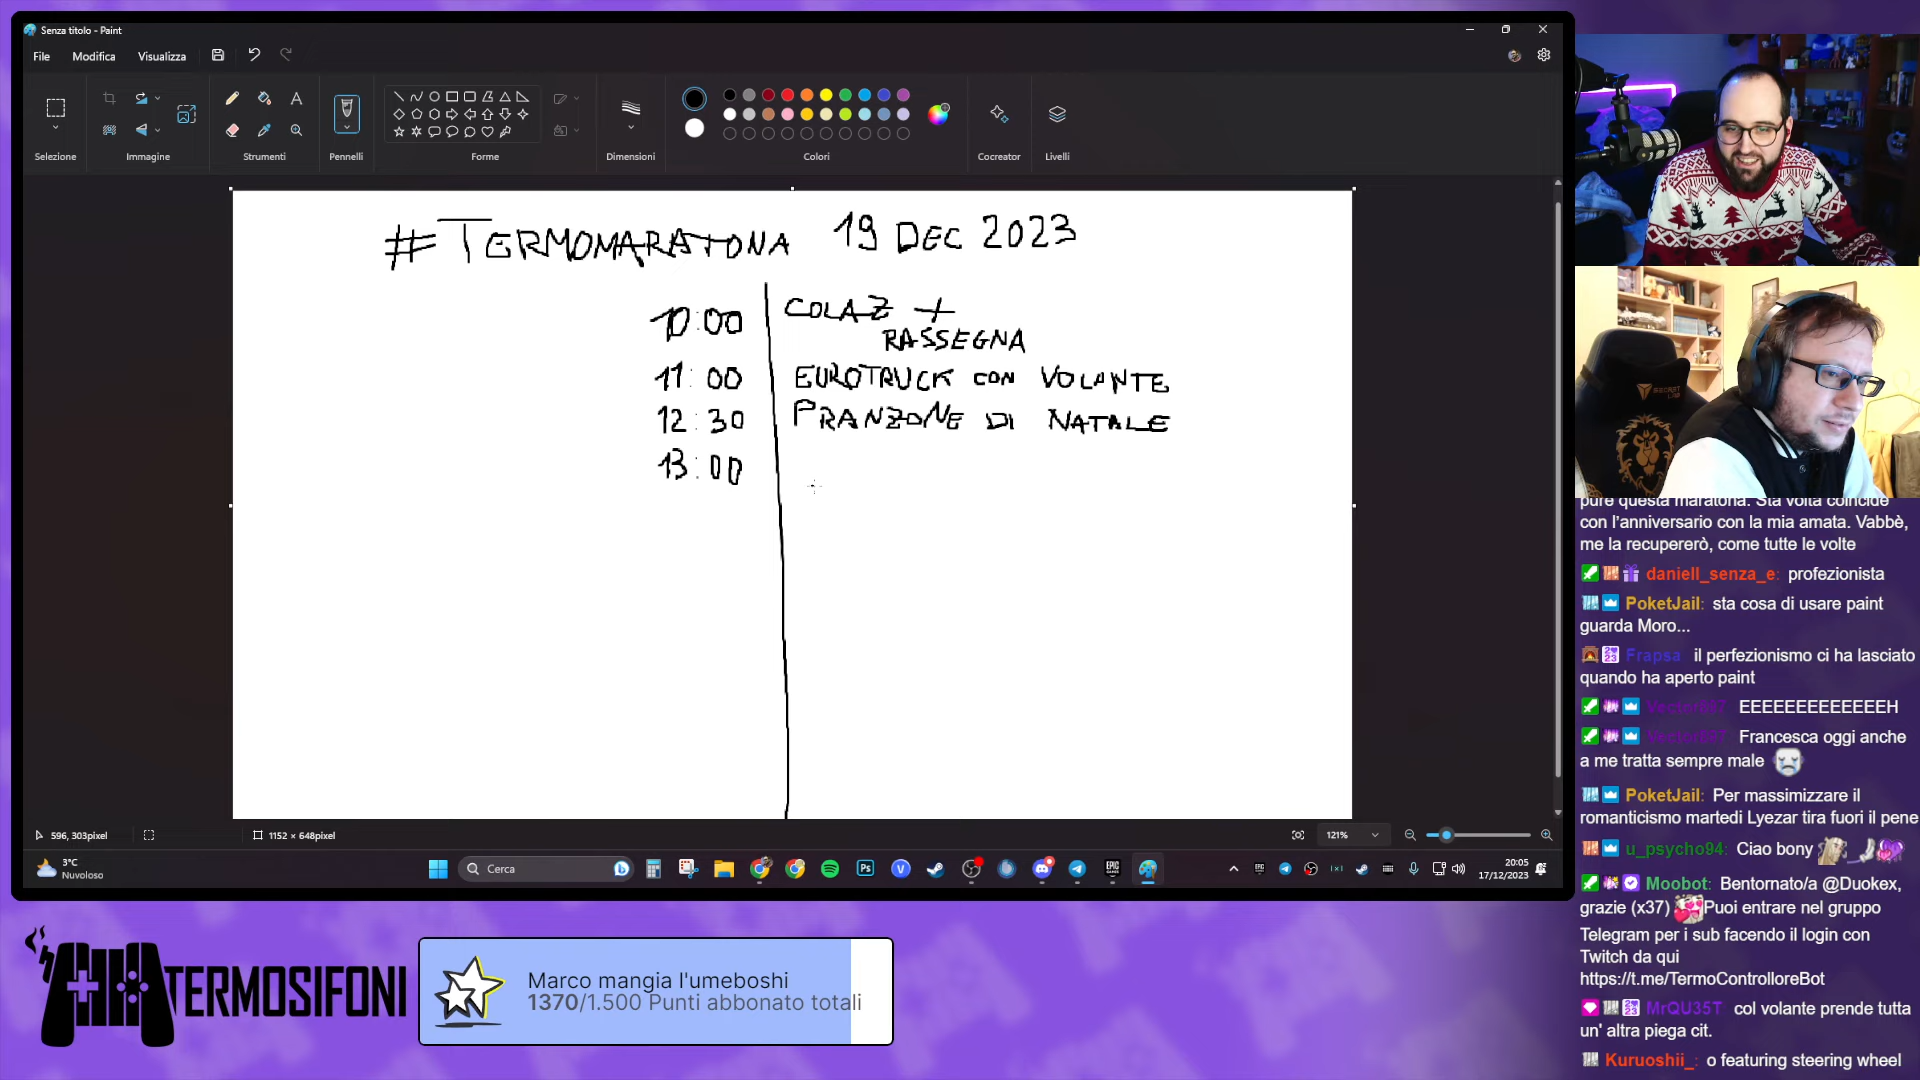 Senza titolo - Paint
File Modifica Visualizza
Selezione Immagine Strumenti Pennelli Forme Dimensioni Colori Cocreator Livelli
#TERMOMARATONA 19 DEC 2023
10:00 COLAZ +
RASSEGNA
11:00 EUROTRUCK CON VOLANTE
12:30 PRANZONE DI NATALE
13:00
596, 303pixel 1152 × 648pixel 121%
3°C
Nuvoloso
Cerca
20:05
17/12/2023
TERMOSIFONI
Marco mangia l'umeboshi
1370/1.500 Punti abbonato totali
SECRETLAB
pure questa maratona. Sta volta coincide
con l'anniversario con la mia amata. Vabbè,
me la recupererò, come tutte le volte
daniell_senza_e: profezionista
PoketJail: sta cosa di usare paint
guarda Moro...
Frapsa il perfezionismo ci ha lasciato
quando ha aperto paint
EEEEEEEEEEEEEH
Francesca oggi anche
a me tratta sempre male
PoketJail: Per massimizzare il
romanticismo martedi Lyezar tira fuori il pene
u_psycho94: Ciao bony
Moobot: Bentornato/a @Duokex,
grazie (x37) Puoi entrare nel gruppo
Telegram per i sub facendo il login con
Twitch da qui
https://t.me/TermoControlloreBot
MrQU35T col volante prende tutta
un' altra piega cit.
Kuruoshii_: o featuring steering wheel